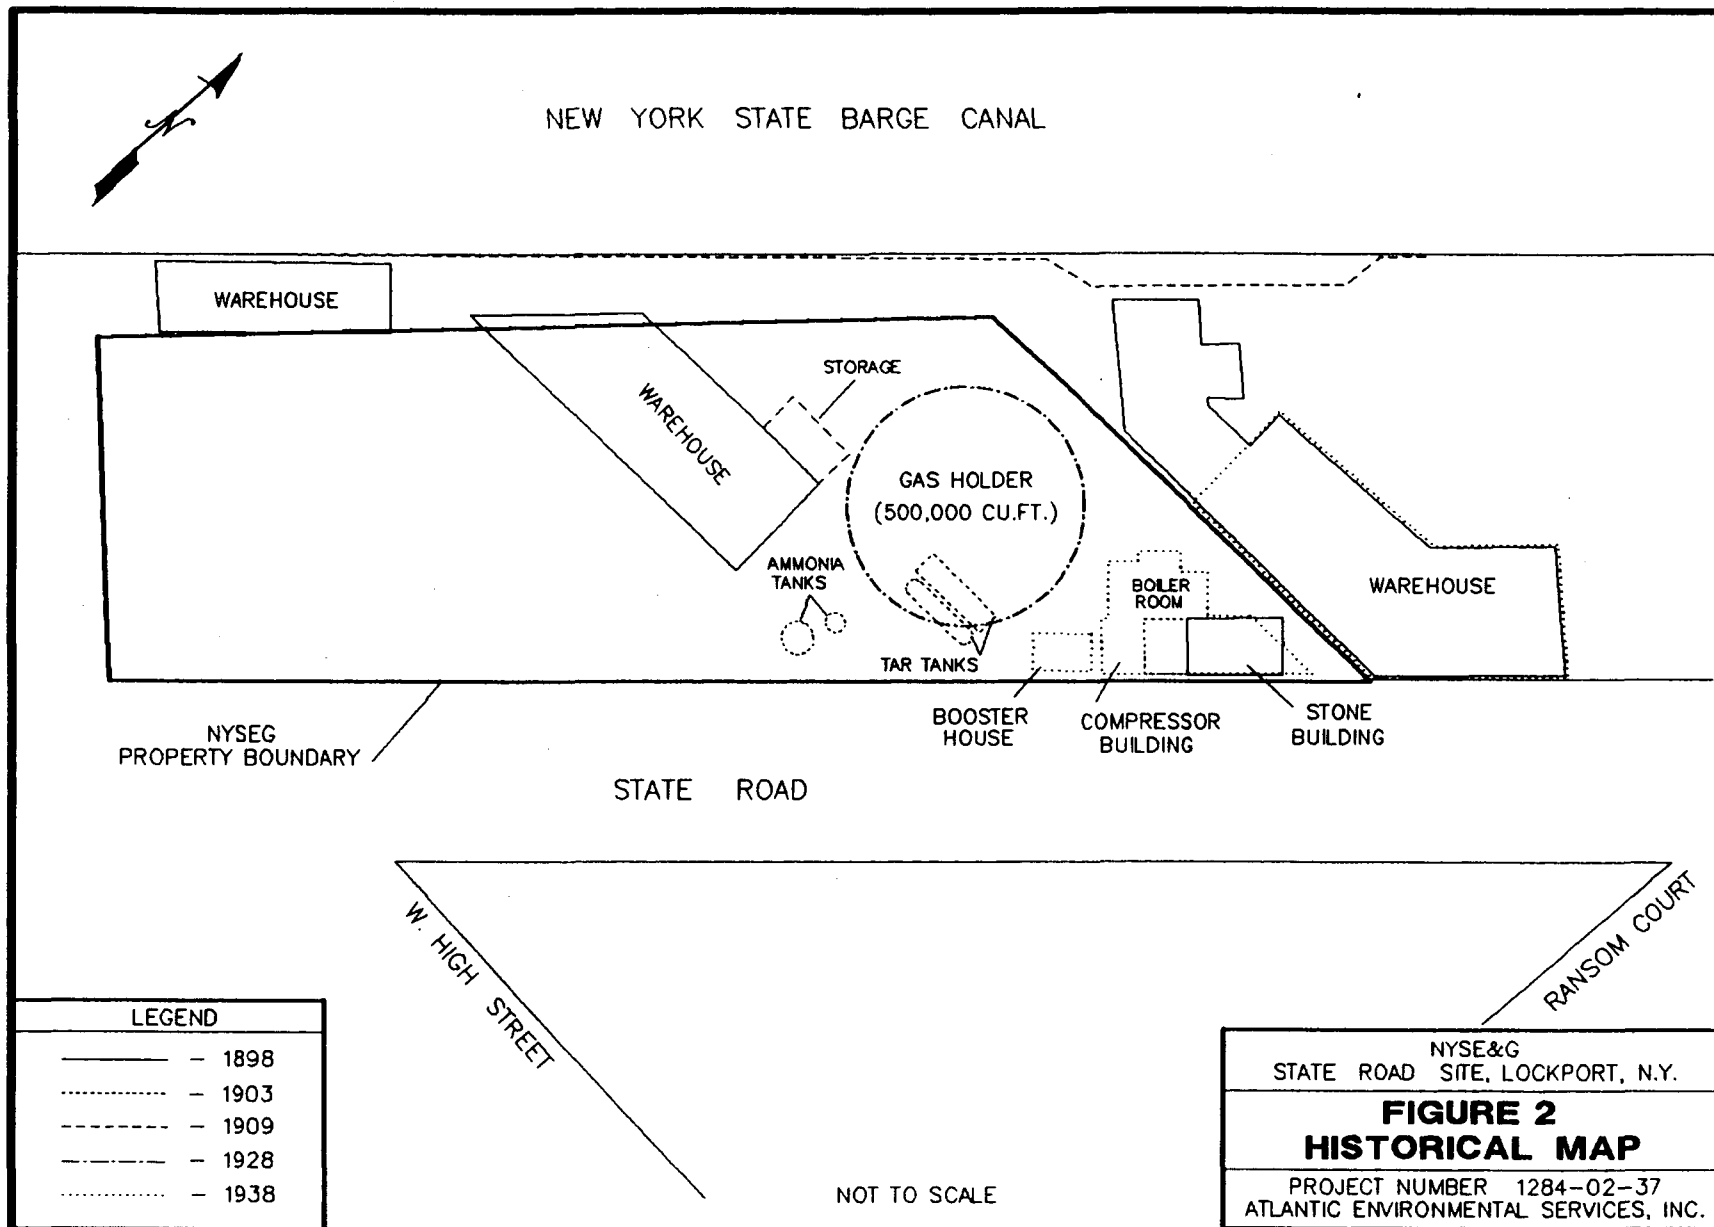 N
NEW YORK STATE BARGE CANAL
WAREHOUSE
STORAGE
WAREHOUSE
GAS HOLDER
(500,000 CU.FT.)
AMMONIA
TANKS
BOILER
ROOM
WAREHOUSE
TAR TANKS
BOOSTER
HOUSE
COMPRESSOR
BUILDING
STONE
BUILDING
NYSEG
PROPERTY BOUNDARY
STATE ROAD
W. HIGH STREET
RANSOM COURT
LEGEND
- 1898
- 1903
- 1909
- 1928
- 1938
NOT TO SCALE
NYSE&G
STATE ROAD SITE, LOCKPORT, N.Y.
FIGURE 2
HISTORICAL MAP
PROJECT NUMBER 1284-02-37
ATLANTIC ENVIRONMENTAL SERVICES, INC.